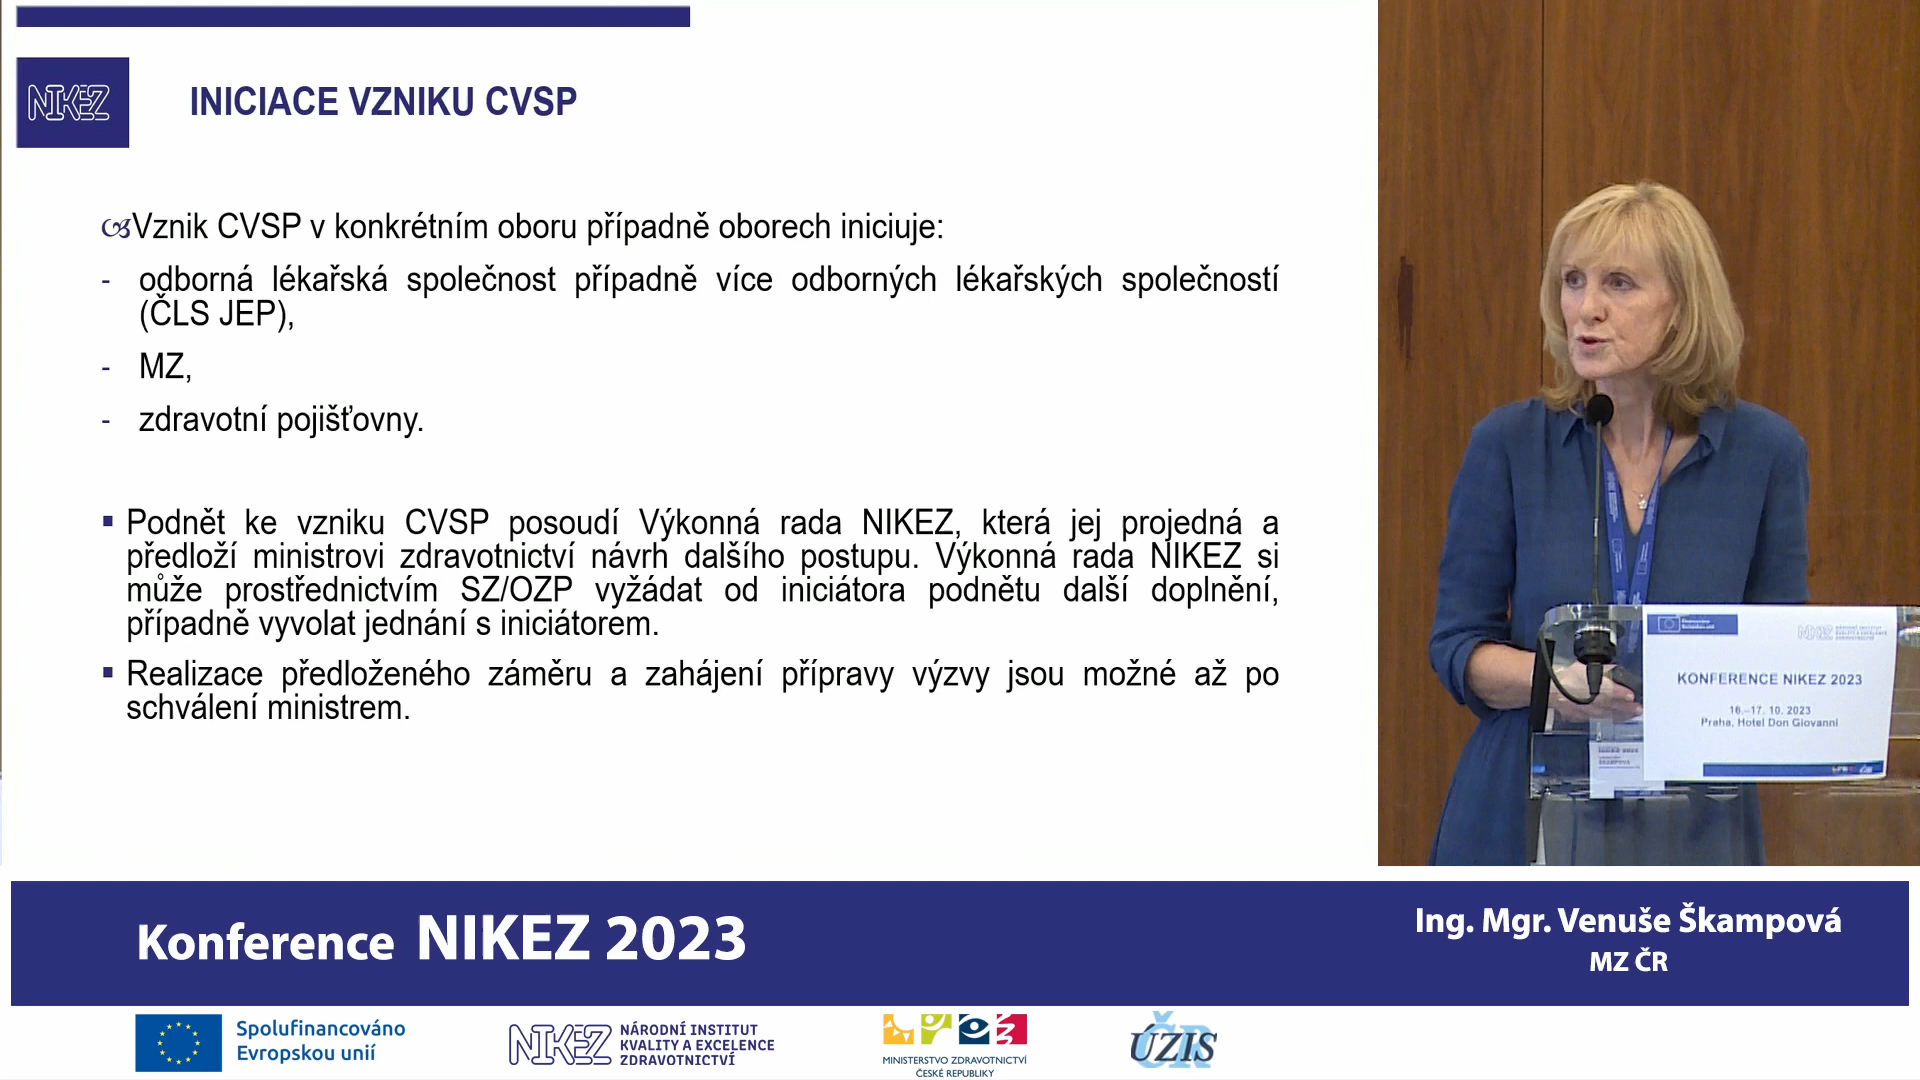 NIKEZ
INICIACE VZNIKU CVSP
Vznik CVSP v konkrétním oboru případně oborech iniciuje:
- odborná lékařská společnost případně více odborných lékařských společností
(ČLS JEP),
- MZ,
- zdravotní pojišťovny.
▪ Podnět ke vzniku CVSP posoudí Výkonná rada NIKEZ, která jej projedná a
předloží ministrovi zdravotnictví návrh dalšího postupu. Výkonná rada NIKEZ si
může prostřednictvím SZ/OZP vyžádat od iniciátora podnětu další doplnění,
případně vyvolat jednání s iniciátorem.
▪ Realizace předloženého záměru a zahájení přípravy výzvy jsou možné až po
schválení ministrem.
KONFERENCE NIKEZ 2023
16.–17. 10. 2023
Praha, Hotel Don Giovanni
Konference NIKEZ 2023
Ing. Mgr. Venuše Škampová
MZ ČR
Spolufinancováno
Evropskou unií
NIKEZ
NÁRODNÍ INSTITUT
KVALITY A EXCELENCE
ZDRAVOTNICTVÍ
MINISTERSTVO ZDRAVOTNICTVÍ
ČESKÉ REPUBLIKY
ÚZIS
ČR